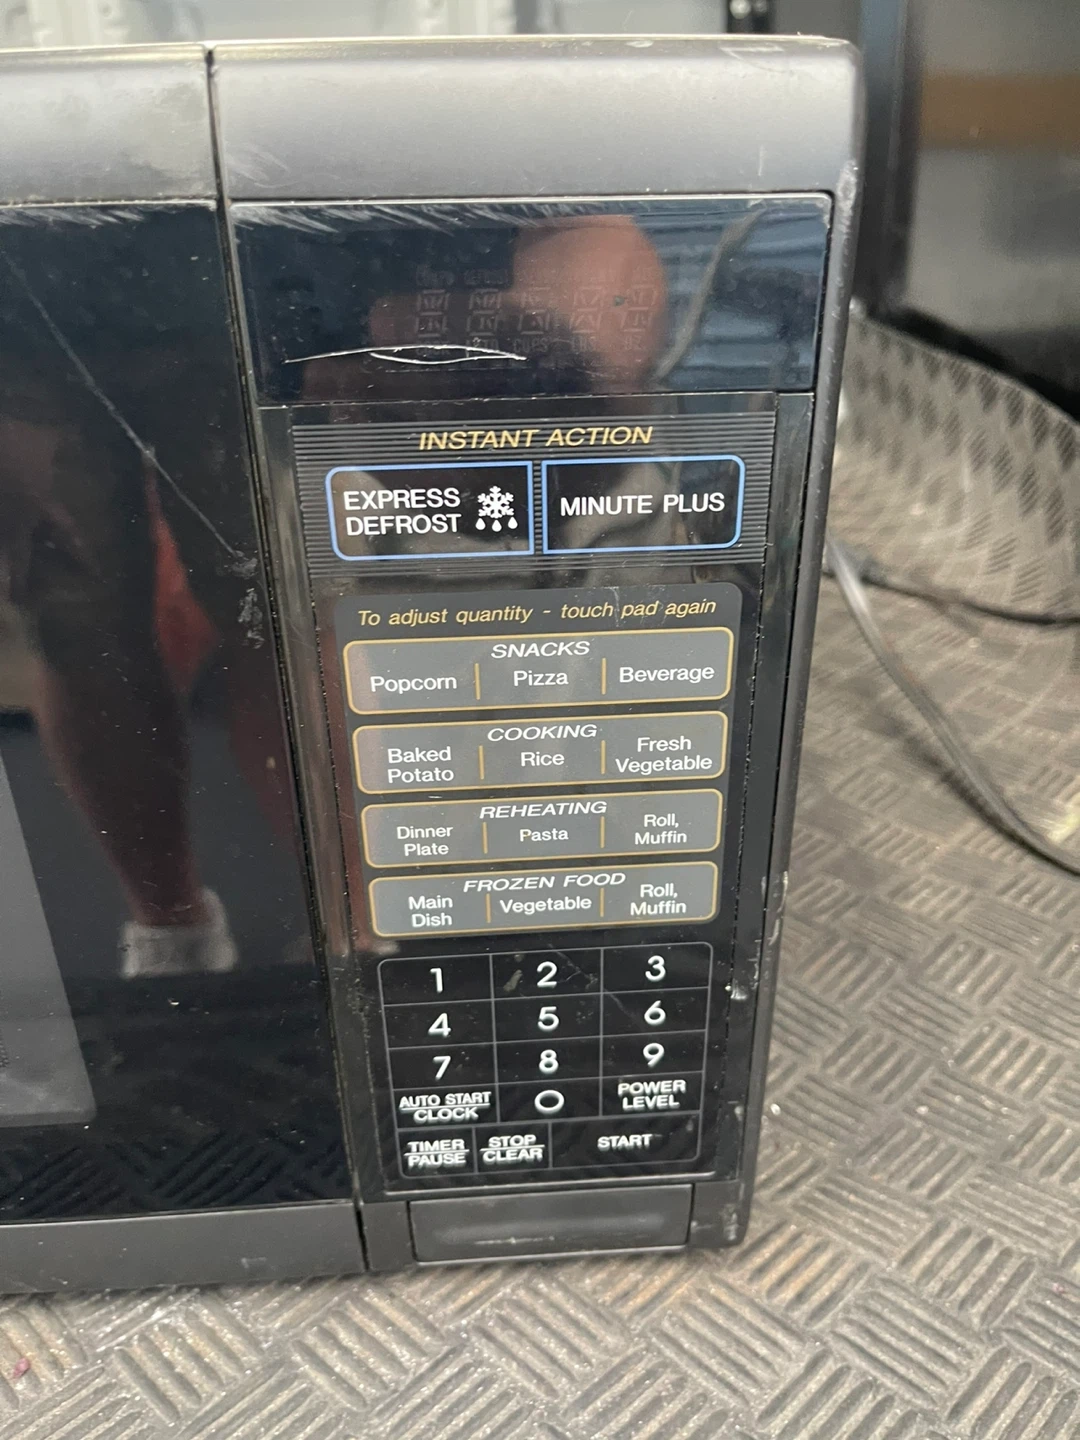 INSTANT ACTION
EXPRESS
DEFROST
MINUTE PLUS
To adjust quantity - touch pad again
SNACKS
Popcorn
Pizza
Beverage
COOKING
Baked
Potato
Rice
Fresh
Vegetable
REHEATING
Dinner
Plate
Pasta
Roll,
Muffin
FROZEN FOOD
Main
Dish
Vegetable
Roll,
Muffin
1 2 3
4 5 6
7 8 9
AUTO START
CLOCK
0
POWER
LEVEL
TIMER
PAUSE
STOP
CLEAR
START